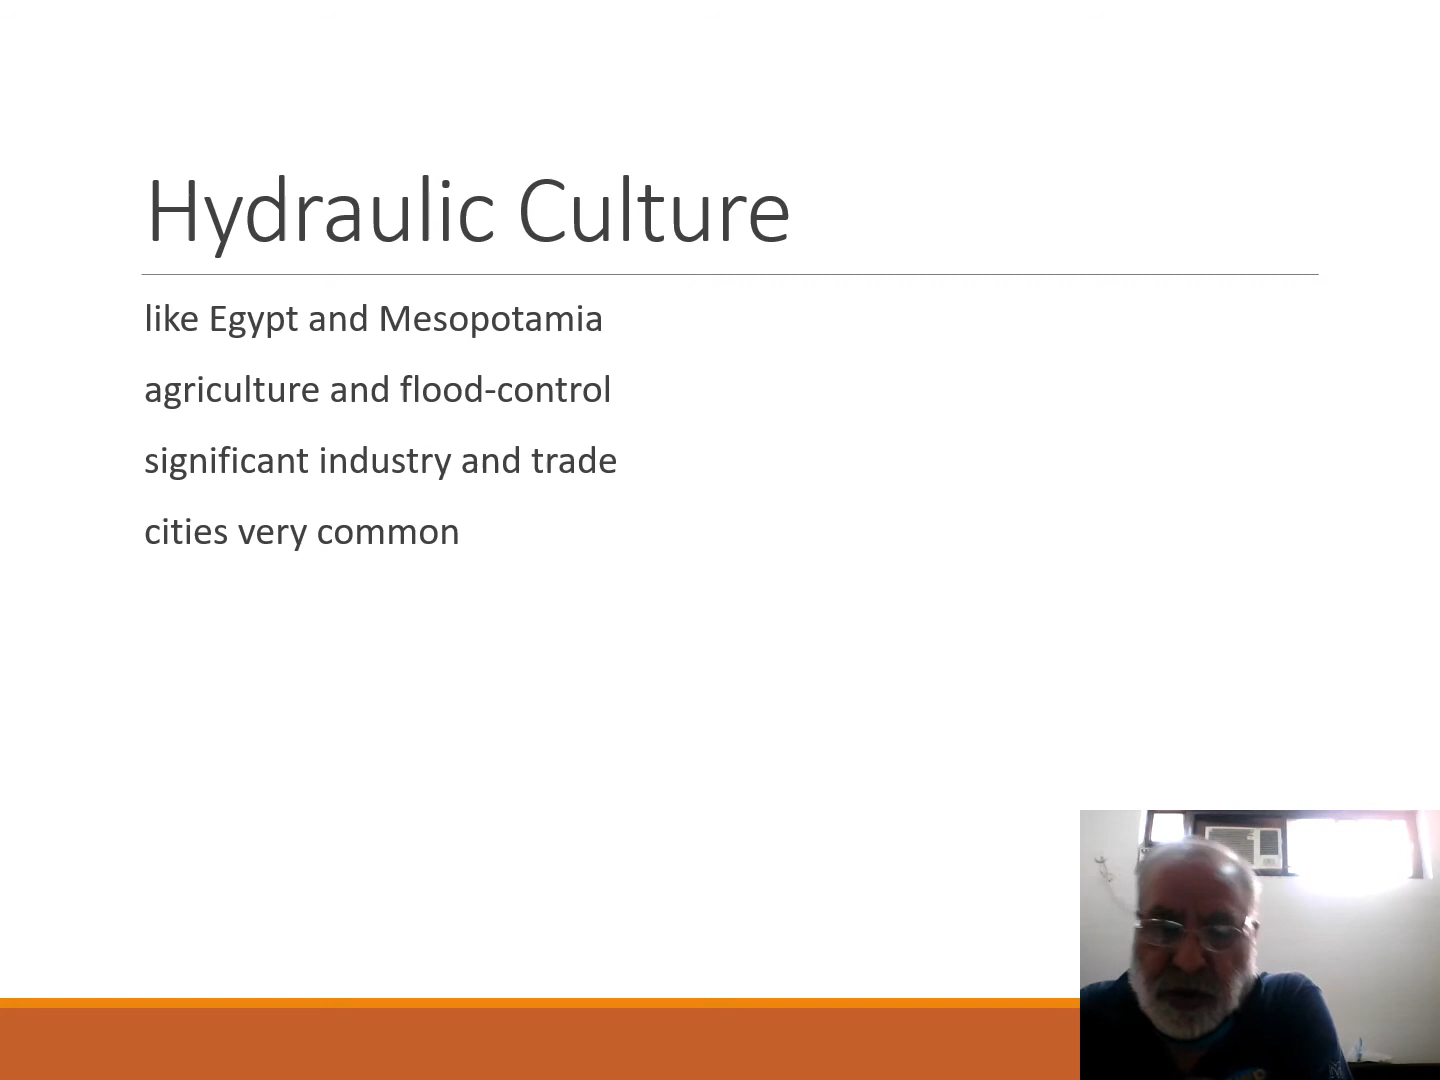 Hydraulic Culture
like Egypt and Mesopotamia
agriculture and flood-control
significant industry and trade
cities very common